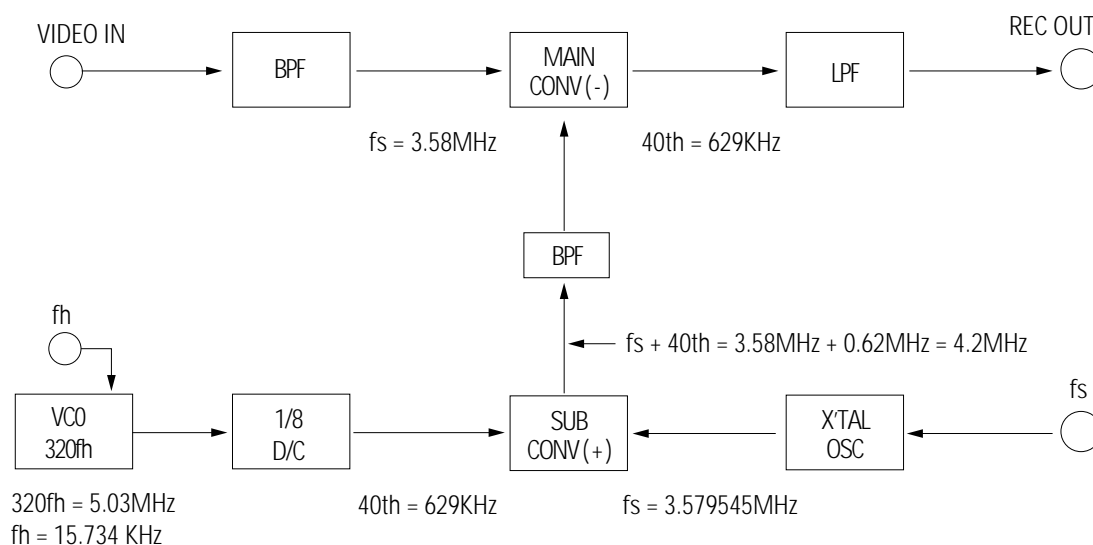 VIDEO IN
REC OUT
BPF
MAIN
CONV(-)
LPF
fs = 3.58MHz
40th = 629KHz
BPF
fh
fs + 40th = 3.58MHz + 0.62MHz = 4.2MHz
fs
VCO
320fh
1/8
D/C
SUB
CONV(+)
X'TAL
OSC
320fh = 5.03MHz
40th = 629KHz
fs = 3.579545MHz
fh = 15.734 KHz